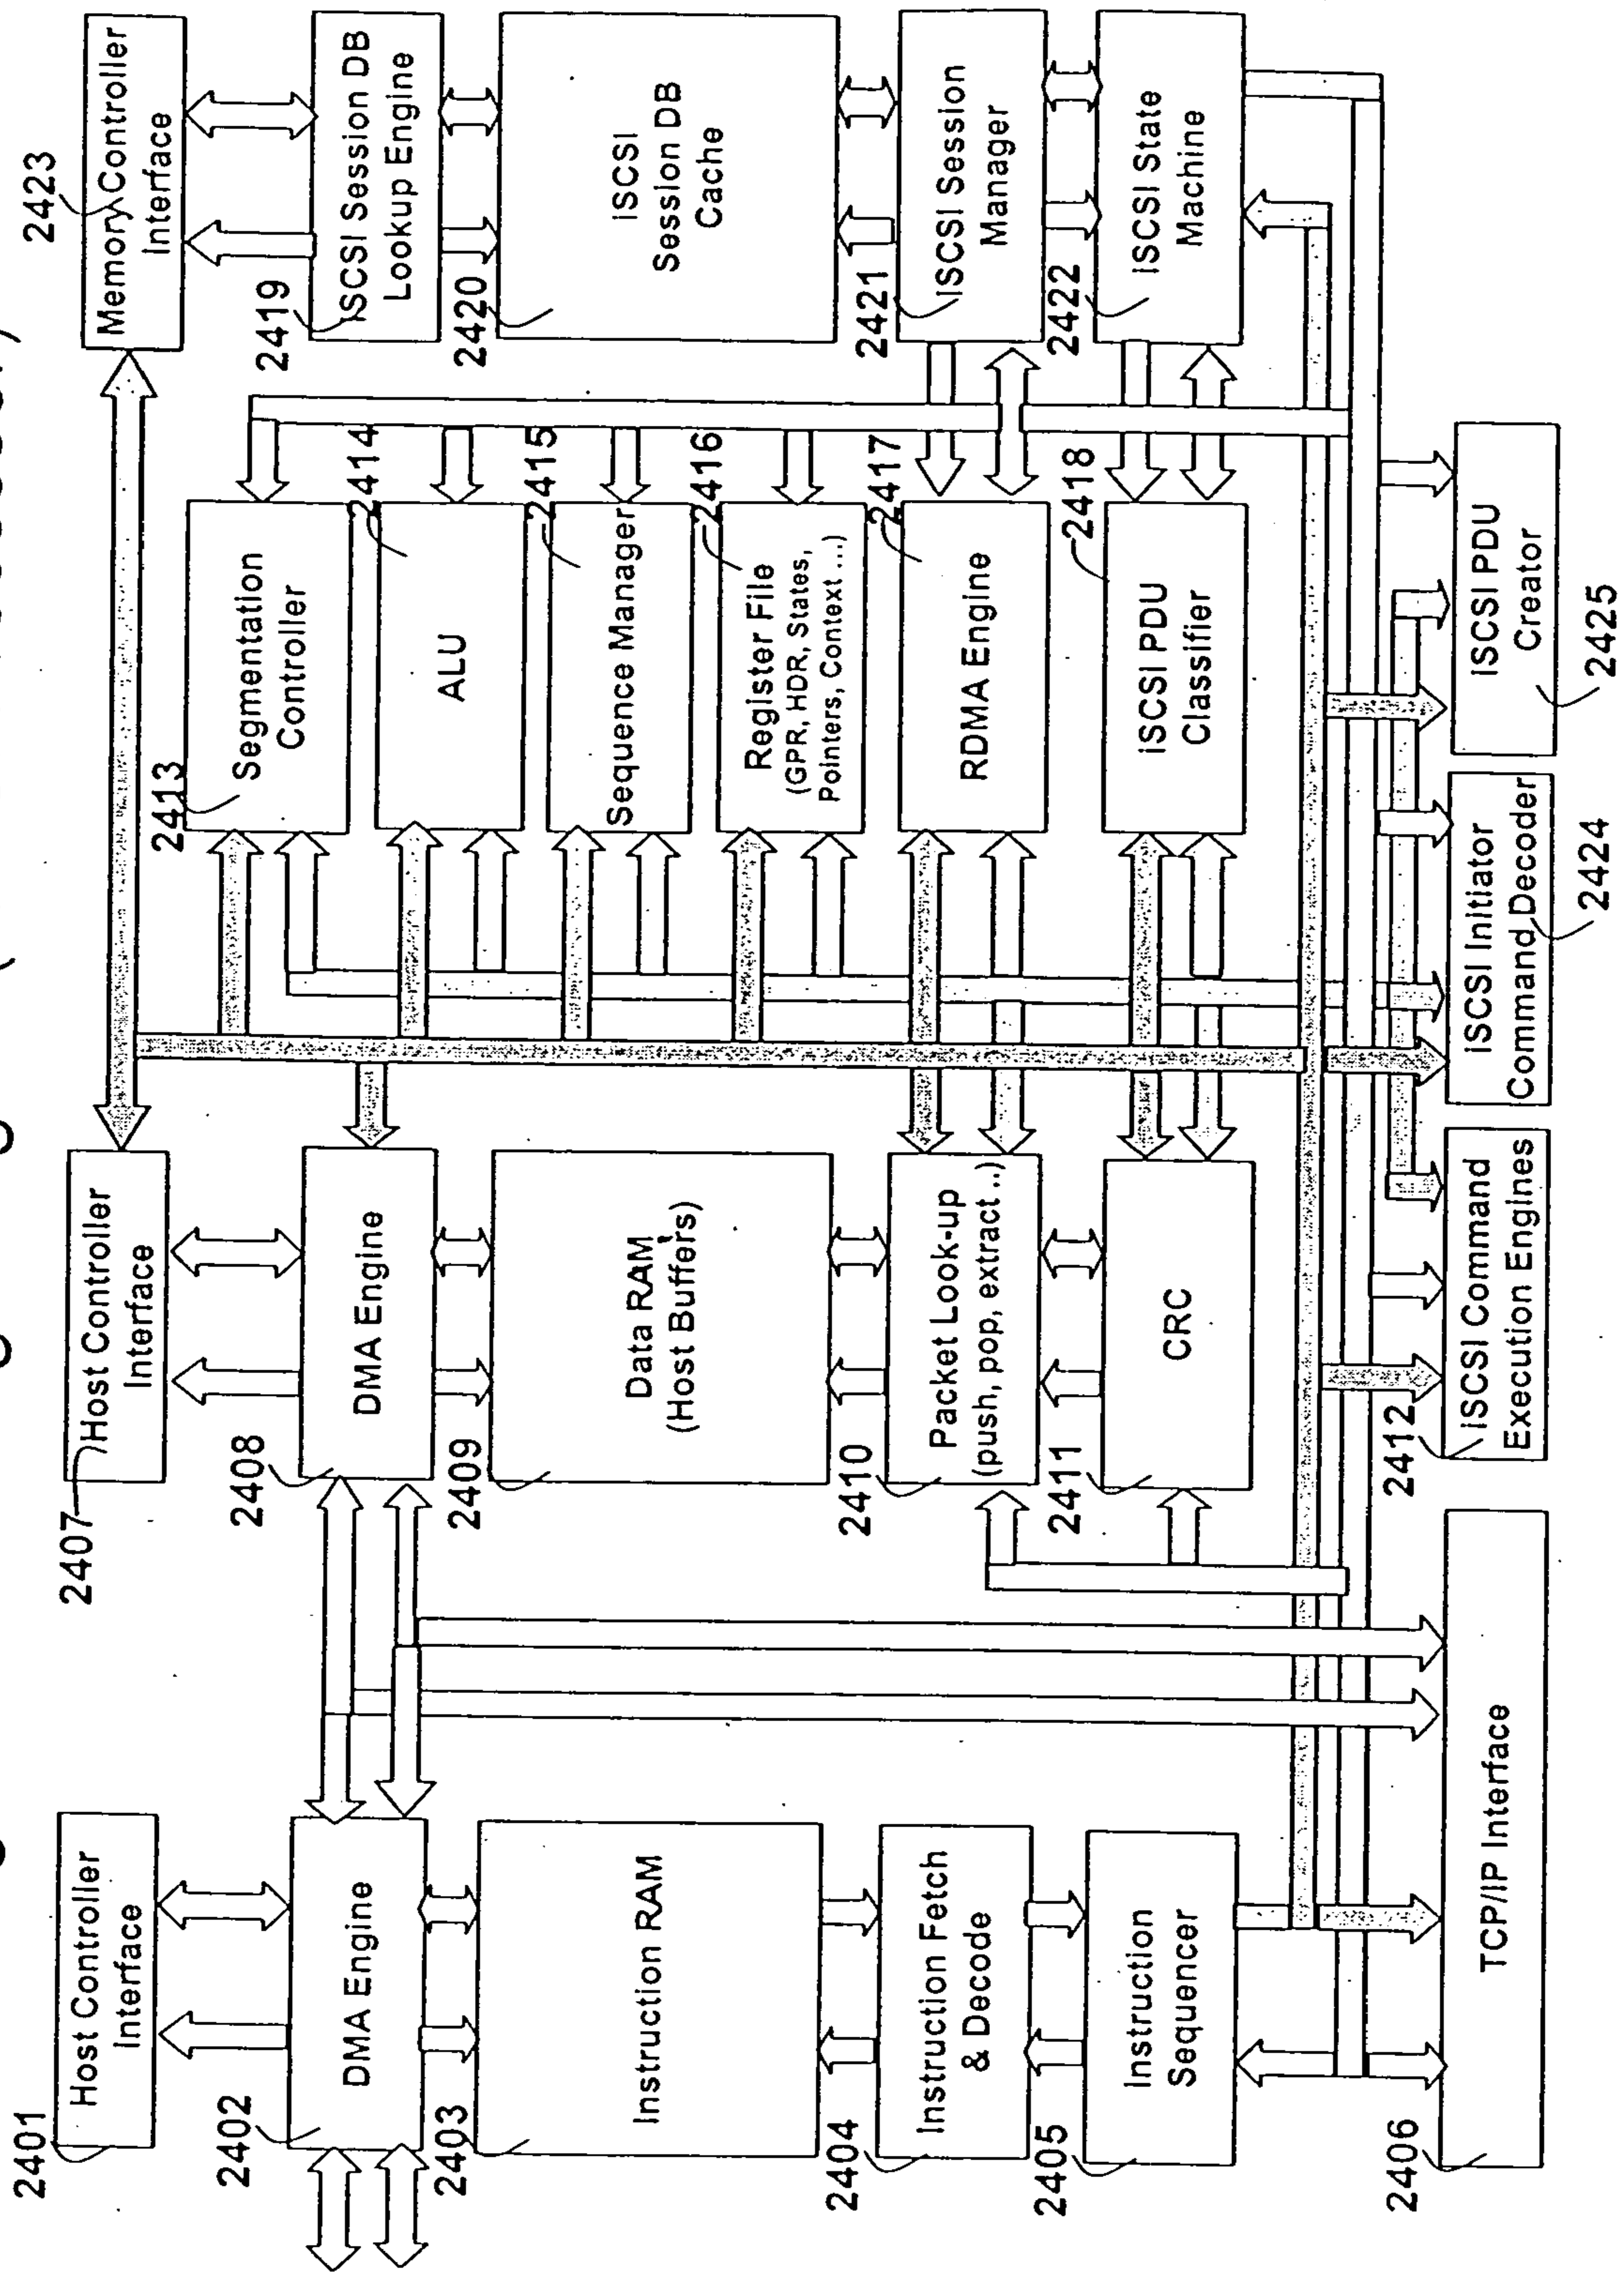 2401
Host Controller
Interface
2402
DMA Engine
2403
Instruction RAM
2404
Instruction Fetch
& Decode
2405
Instruction
Sequencer
2406
TCP/IP Interface
2407
Host Controller
Interface
2408
DMA Engine
2409
Data RAM
(Host Buffers)
2410
Packet Look-up
(push, pop, extract ..)
2411
CRC
2412
iSCSI Command
Execution Engines
2413
Segmentation
Controller
2414
ALU
2415
Sequence Manager
2416
Register File
(GPR, HDR, States,
Pointers, Context ...)
2417
RDMA Engine
2418
iSCSI PDU
Classifier
2423
Memory Controller
Interface
2419
iSCSI Session DB
Lookup Engine
2420
iSCSI
Session DB
Cache
2421
iSCSI Session
Manager
2422
iSCSI State
Machine
iSCSI Initiator
Command Decoder
2424
iSCSI PDU
Creator
2425